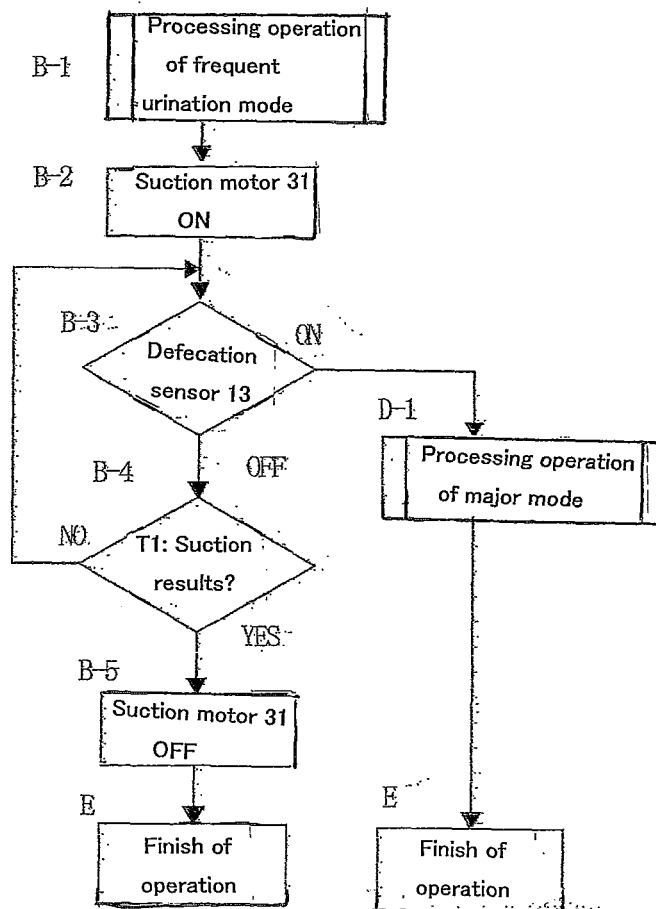 B-1
Processing operation
of frequent
urination mode
B-2
Suction motor 31
ON
B-3
Defecation
sensor 13
ON
D-1
Processing operation
of major mode
B-4
OFF
NO
T1: Suction
results?
YES
B-5
Suction motor 31
OFF
E
Finish of
operation
E
Finish of
operation